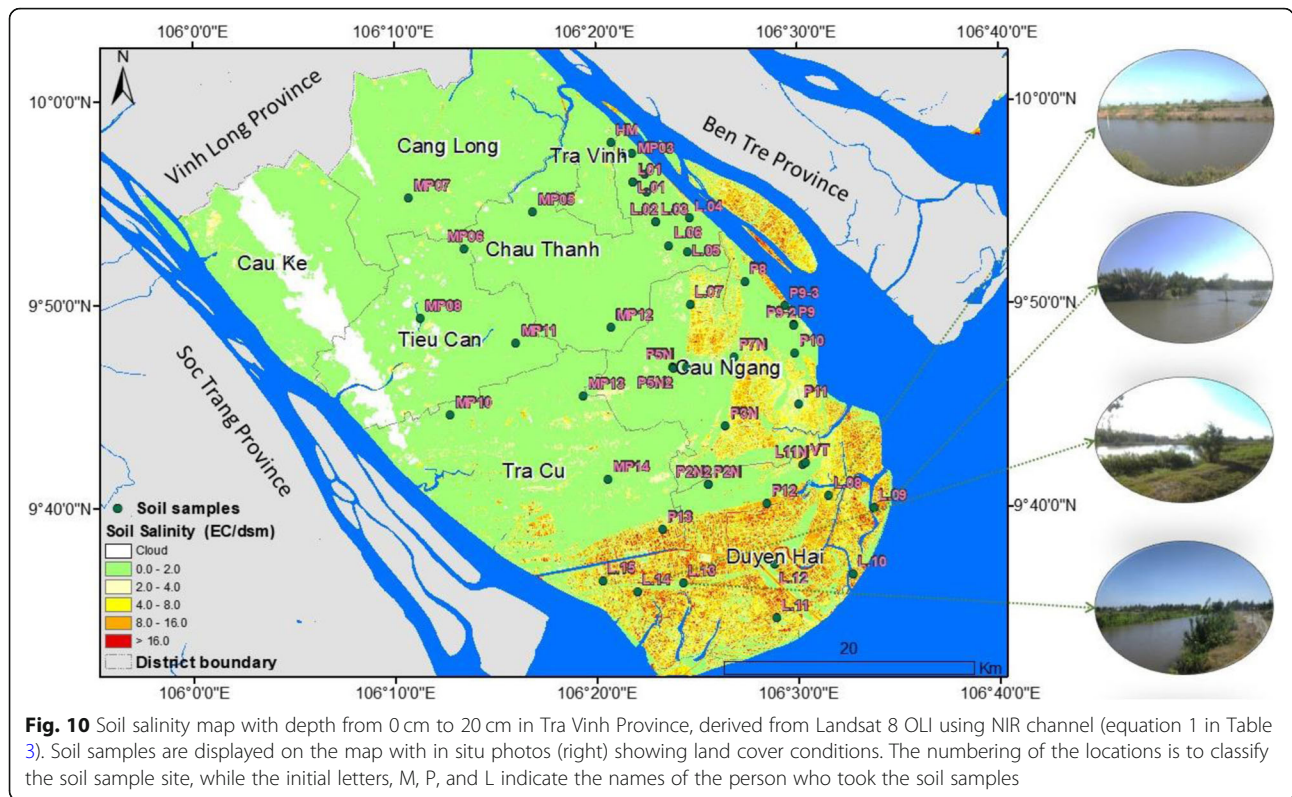 106°0'0"E 106°10'0"E 106°20'0"E 106°30'0"E 106°40'0"E
N
10°0'0"N
10°0'0"N
Vinh Long Province
Ben Tre Province
Cang Long
Tra Vinh
HM
MP03
L01
L.01
MP07
MP05
L.02
L.03
L.04
MP06
Chau Thanh
L.06
L.05
Cau Ke
P8
9°50'0"N
9°50'0"N
L.07
P9-3
P9-2
P9
MP08
MP12
Tieu Can
MP11
P7N
P10
P5N
Cau Ngang
P5N2
MP13
P11
MP10
P3N
Soc Trang Province
Tra Cu
L11N
VT
MP14
P2N2
P2N
L.08
P12
L.09
9°40'0"N
9°40'0"N
P13
Duyen Hai
L.10
L.12
L.15
L.14
L.13
L.11
Soil samples
Soil Salinity (EC/dsm)
Cloud
0.0 - 2.0
2.0 - 4.0
4.0 - 8.0
8.0 - 16.0
> 16.0
District boundary
20
Km
106°0'0"E 106°10'0"E 106°20'0"E 106°30'0"E 106°40'0"E
Fig. 10 Soil salinity map with depth from 0 cm to 20 cm in Tra Vinh Province, derived from Landsat 8 OLI using NIR channel (equation 1 in Table
3). Soil samples are displayed on the map with in situ photos (right) showing land cover conditions. The numbering of the locations is to classify
the soil sample site, while the initial letters, M, P, and L indicate the names of the person who took the soil samples